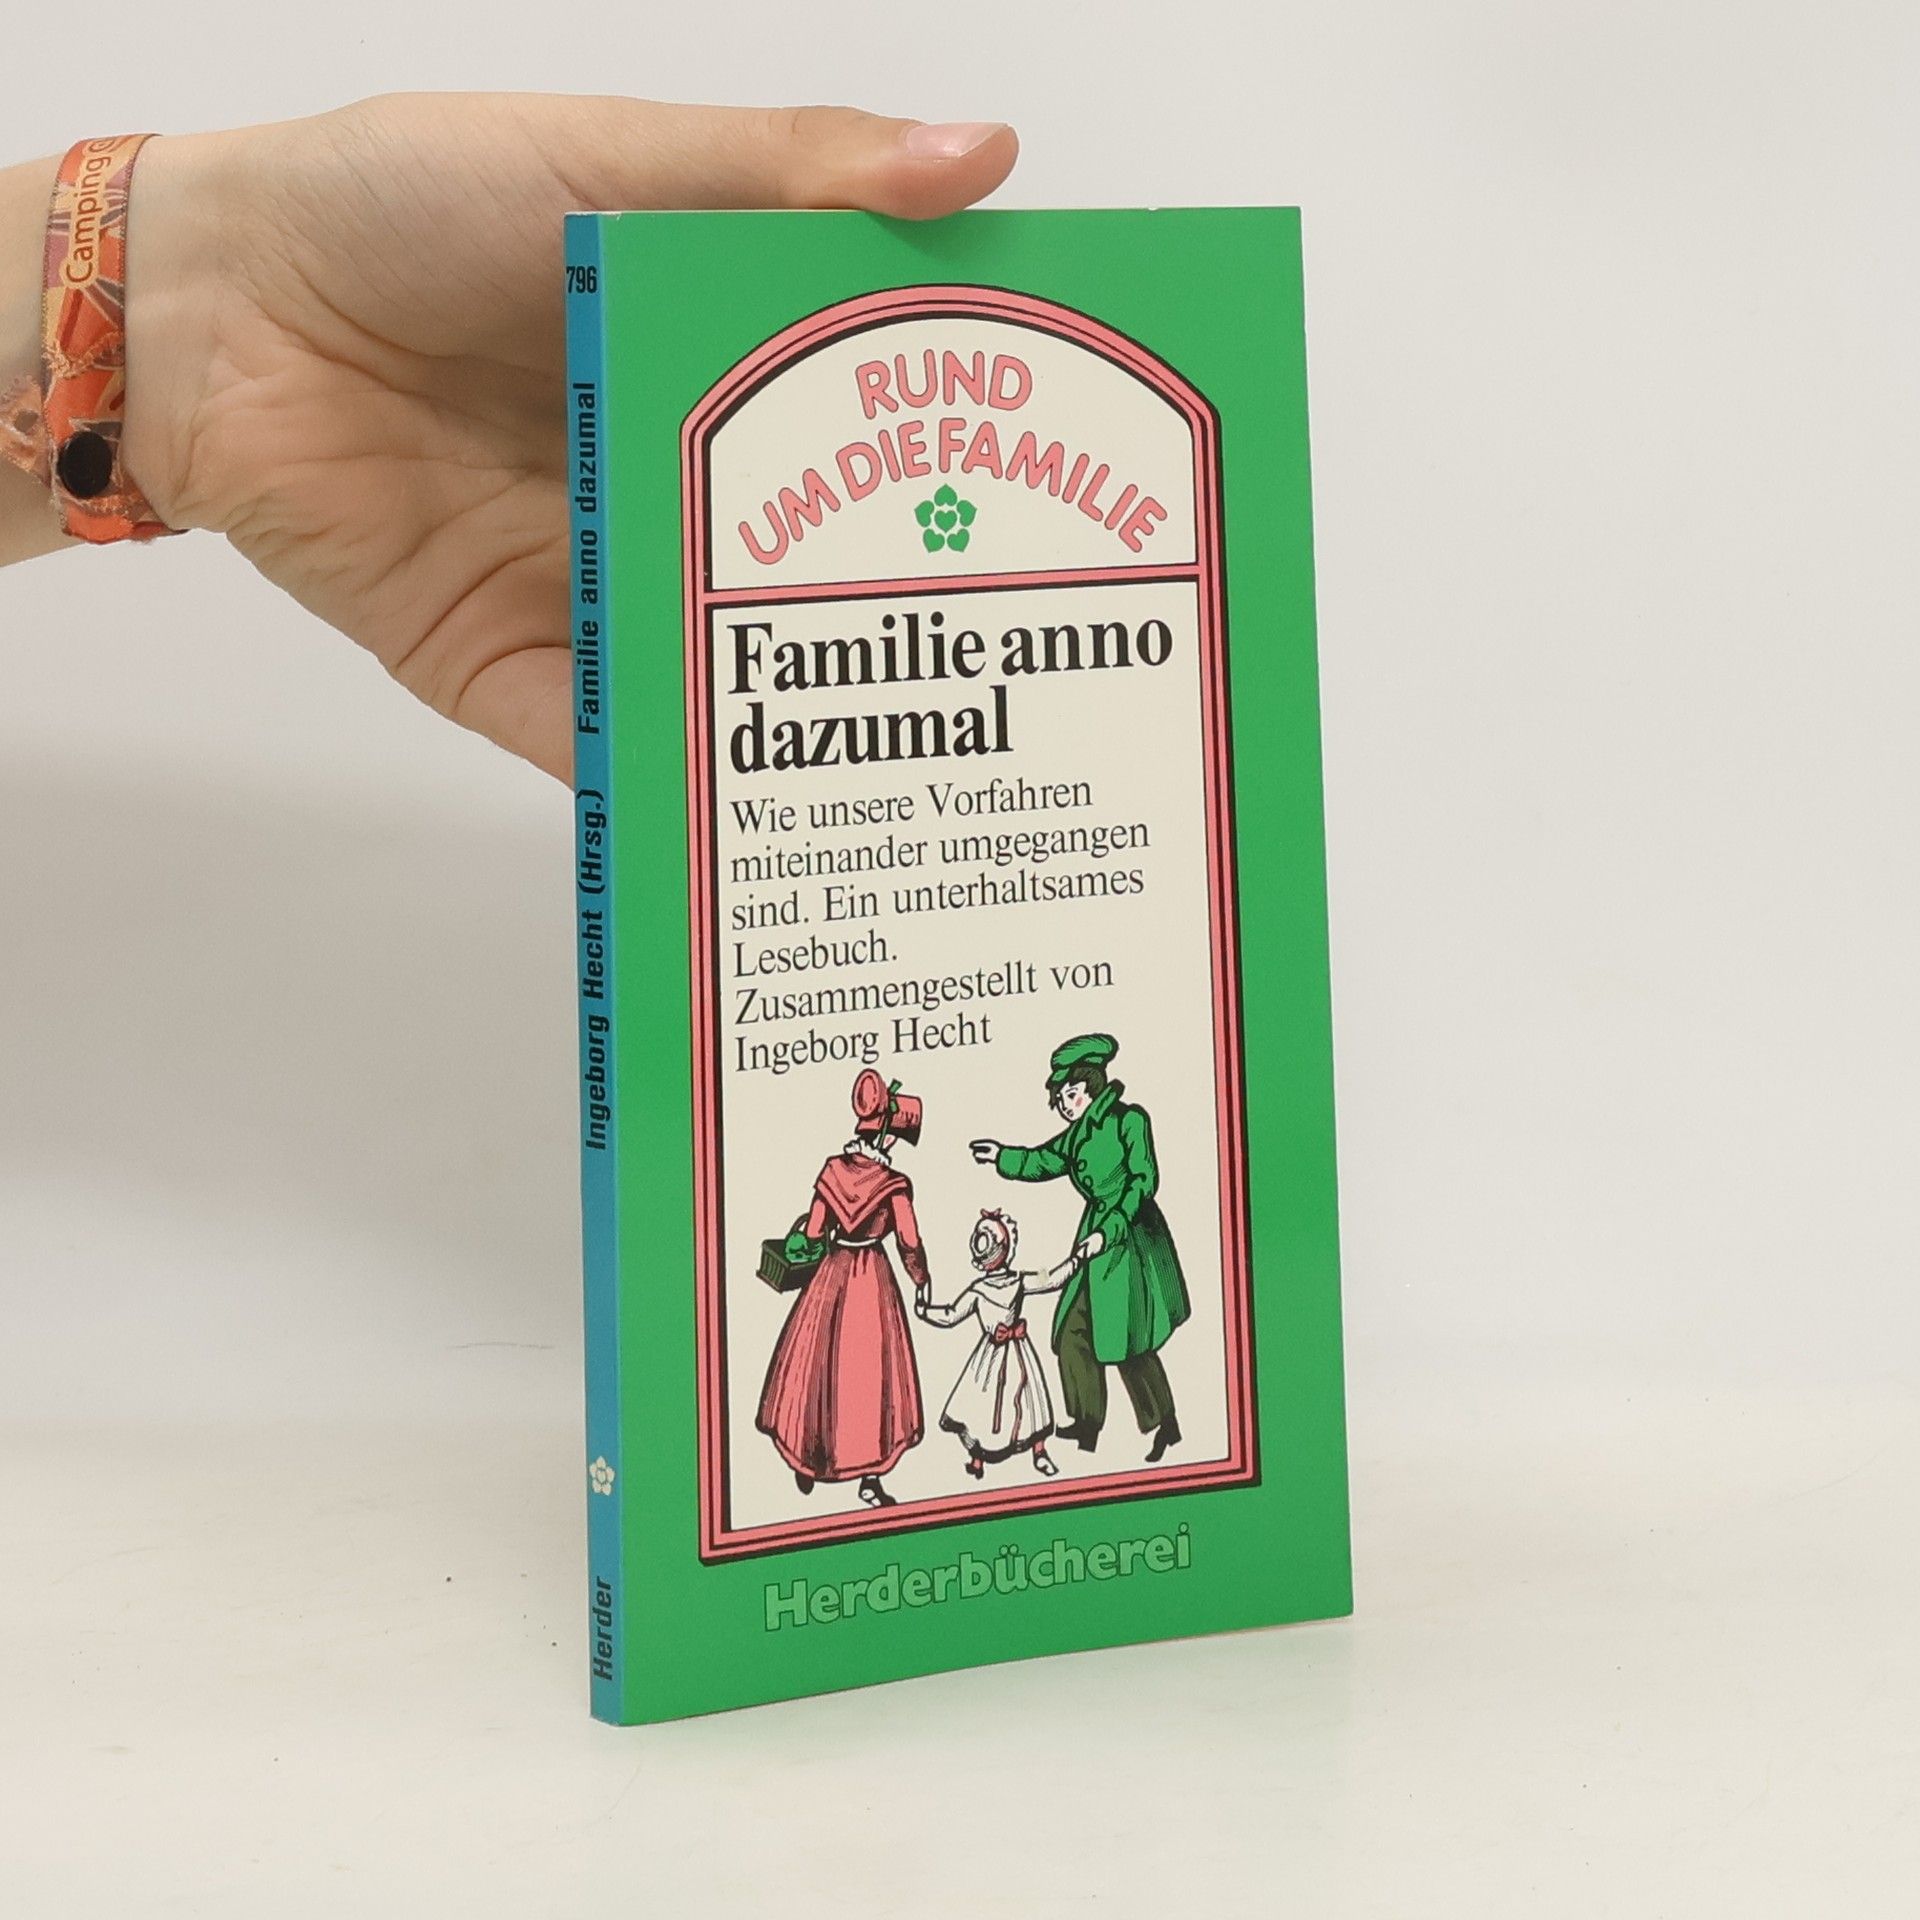 Camping
796
Ingeborg Hecht (Hrsg.) Familie anno dazumal
Herder
RUND
UM DIE FAMILIE
Familie anno
dazumal
Wie unsere Vorfahren
miteinander umgegangen
sind. Ein unterhaltsames
Lesebuch.
Zusammengestellt von
Ingeborg Hecht
Herderbücherei